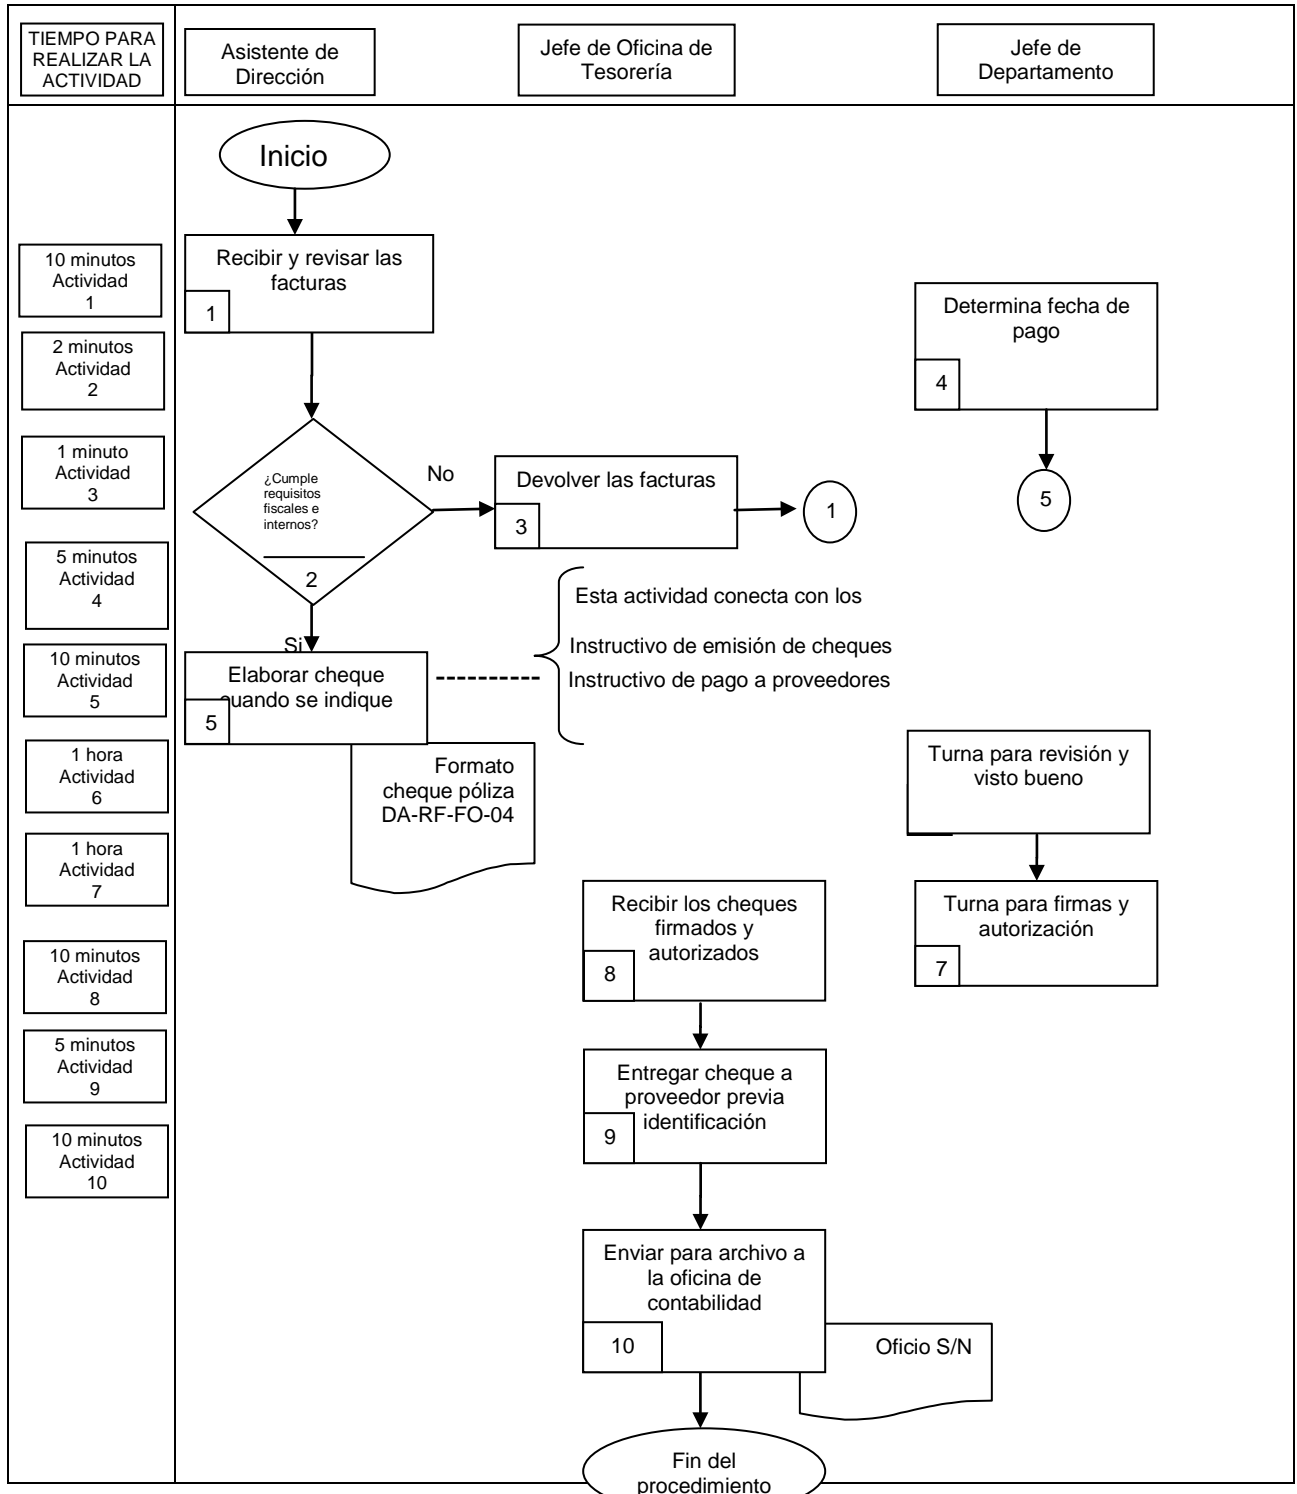 TIEMPO PARA
REALIZAR LA
ACTIVIDAD
Asistente de
Dirección
Jefe de Oficina de
Tesorería
Jefe de
Departamento
Inicio
10 minutos
Actividad
1
Recibir y revisar las
facturas
1
Determina fecha de
pago
4
2 minutos
Actividad
2
1 minuto
Actividad
3
¿Cumple
requisitos
fiscales e
internos?
2
No
Devolver las facturas
3
1
5
5 minutos
Actividad
4
Esta actividad conecta con los
Instructivo de emisión de cheques
Instructivo de pago a proveedores
Si
10 minutos
Actividad
5
Elaborar cheque
cuando se indique
5
1 hora
Actividad
6
Formato
cheque póliza
DA-RF-FO-04
Turna para revisión y
visto bueno
1 hora
Actividad
7
Recibir los cheques
firmados y
autorizados
8
Turna para firmas y
autorización
7
10 minutos
Actividad
8
5 minutos
Actividad
9
Entregar cheque a
proveedor previa
identificación
9
10 minutos
Actividad
10
Enviar para archivo a
la oficina de
contabilidad
10
Oficio S/N
Fin del
procedimiento